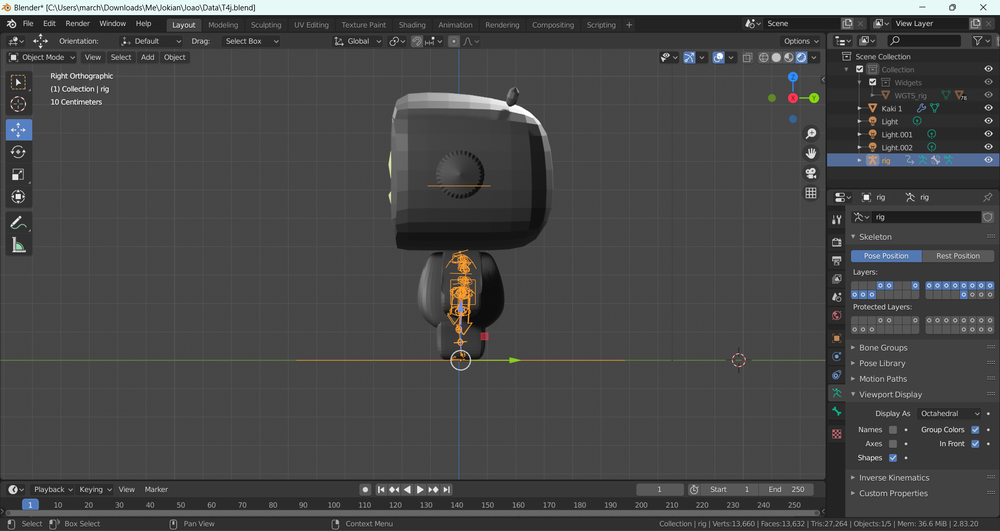 Blender* [C:\Users\march\Downloads\Me\Jokian\Joao\Data\T4j.blend]
File Edit Render Window Help Layout Modeling Sculpting UV Editing Texture Paint Shading Animation Rendering Compositing Scripting + Scene View Layer
Orientation: Default Drag: Select Box Global Options
Object Mode View Select Add Object
Right Orthographic
(1) Collection | rig
10 Centimeters
Z
X
Y
Scene Collection
Collection
Widgets
WGTS_rig 78
Kaki 1
Light
Light.001
Light.002
rig
rig rig
rig
Skeleton
Pose Position Rest Position
Layers:
Protected Layers:
Bone Groups
Pose Library
Motion Paths
Viewport Display
Display As Octahedral
Names Group Colors
Axes In Front
Shapes
Inverse Kinematics
Custom Properties
Playback Keying View Marker 1 Start 1 End 250
1 10 20 30 40 50 60 70 80 90 100 110 120 130 140 150 160 170 180 190 200 210 220 230 240 250
Select Box Select Pan View Context Menu Collection | rig | Verts:13,660 | Faces:13,632 | Tris:27,264 | Objects:1/5 | Mem: 36.6 MiB | 2.83.20